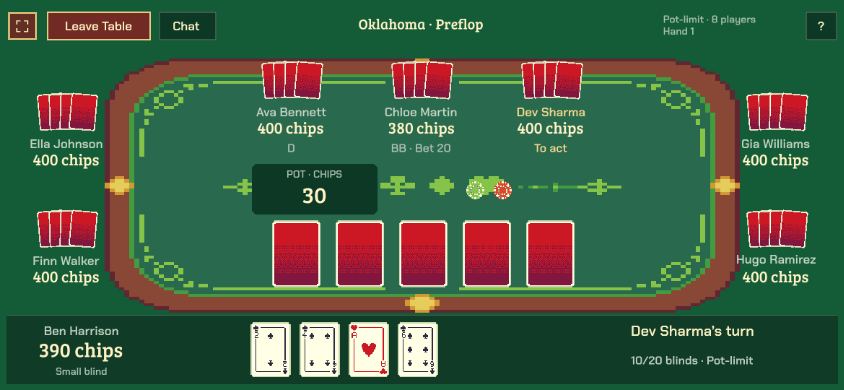 Leave Table
Chat
Oklahoma · Preflop
Pot-limit · 8 players
Hand 1
?
Ava Bennett
400 chips
D
Chloe Martin
380 chips
BB · Bet 20
Dev Sharma
400 chips
To act
Ella Johnson
400 chips
Gia Williams
400 chips
POT · CHIPS
30
Finn Walker
400 chips
Hugo Ramirez
400 chips
Ben Harrison
390 chips
Small blind
Dev Sharma's turn
10/20 blinds · Pot-limit